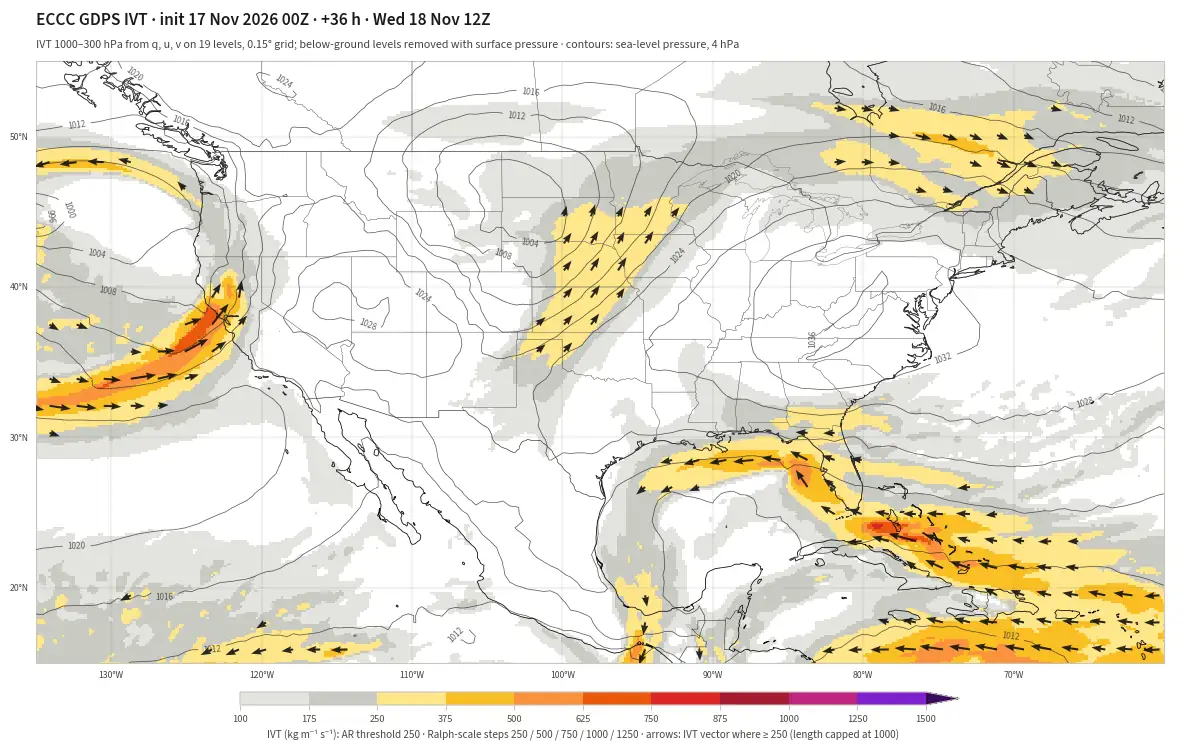 ECCC GDPS IVT · init 17 Nov 2026 00Z · +36 h · Wed 18 Nov 12Z
IVT 1000–300 hPa from q, u, v on 19 levels, 0.15° grid; below-ground levels removed with surface pressure · contours: sea-level pressure, 4 hPa
1020
1024
1016
1012
1016
1012
1016
1012
50°N
1020
1000
996
1004
1004
1008
1024
1008
1024
1028
40°N
1036
1032
1028
30°N
1020
1016
20°N
1012
1012
1012
130°W
120°W
110°W
100°W
90°W
80°W
70°W
100
175
250
375
500
625
750
875
1000
1250
1500
IVT (kg m⁻¹ s⁻¹): AR threshold 250 · Ralph-scale steps 250 / 500 / 750 / 1000 / 1250 · arrows: IVT vector where ≥ 250 (length capped at 1000)